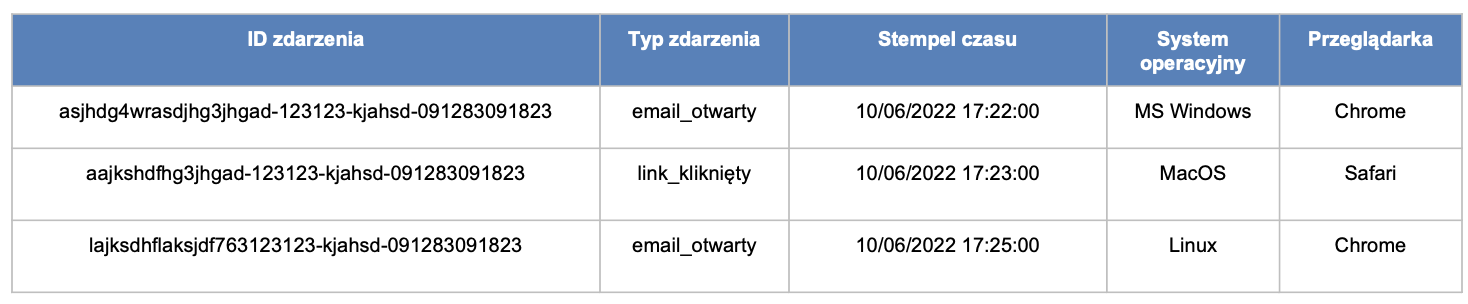 ID zdarzenia Typ zdarzenia Stempel czasu System operacyjny Przeglądarka
asjhdg4wrasdjhg3jhgad-123123-kjahsd-091283091823 email_otwarty 10/06/2022 17:22:00 MS Windows Chrome
aajkshdfhg3jhgad-123123-kjahsd-091283091823 link_kliknięty 10/06/2022 17:23:00 MacOS Safari
lajksdhflaksjdf763123123-kjahsd-091283091823 email_otwarty 10/06/2022 17:25:00 Linux Chrome